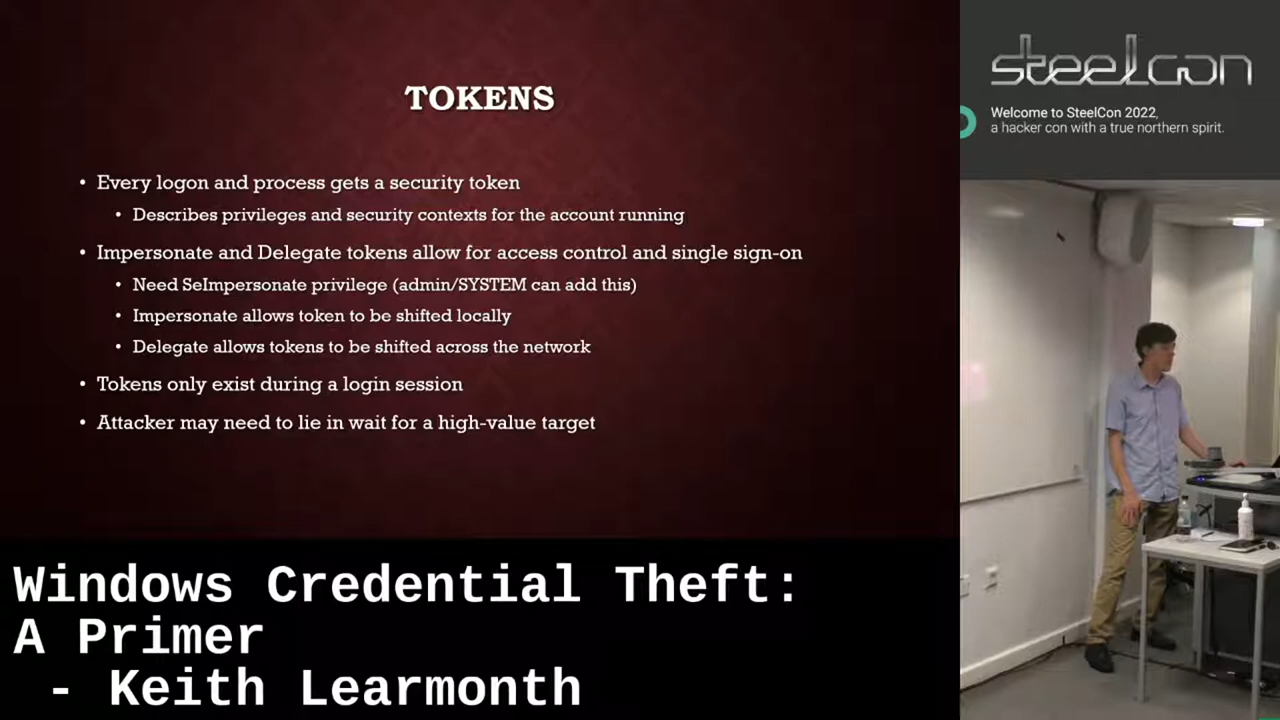 TOKENS
• Every logon and process gets a security token
• Describes privileges and security contexts for the account running
• Impersonate and Delegate tokens allow for access control and single sign-on
• Need SeImpersonate privilege (admin/SYSTEM can add this)
• Impersonate allows token to be shifted locally
• Delegate allows tokens to be shifted across the network
• Tokens only exist during a login session
• Attacker may need to lie in wait for a high-value target
Windows Credential Theft:
A Primer
- Keith Learmonth
steelcon
Welcome to SteelCon 2022,
a hacker con with a true northern spirit.